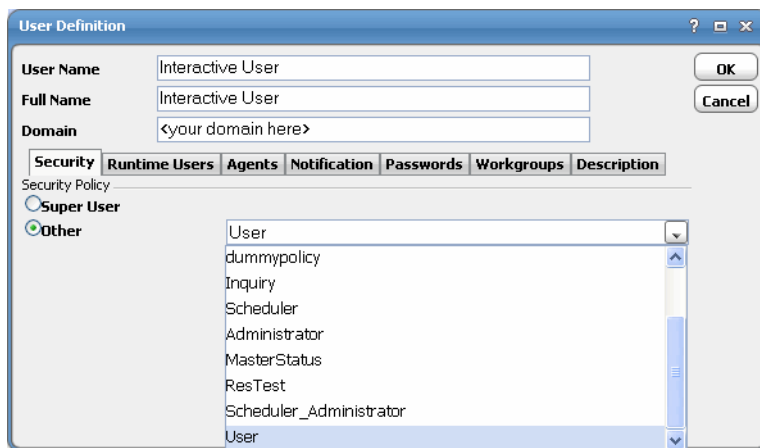 User Definition ?
User Name Interactive User OK
Full Name Interactive User Cancel
Domain <your domain here>
Security Runtime Users Agents Notification Passwords Workgroups Description
Security Policy
Super User
Other User
dummypolicy
Inquiry
Scheduler
Administrator
MasterStatus
ResTest
Scheduler_Administrator
User